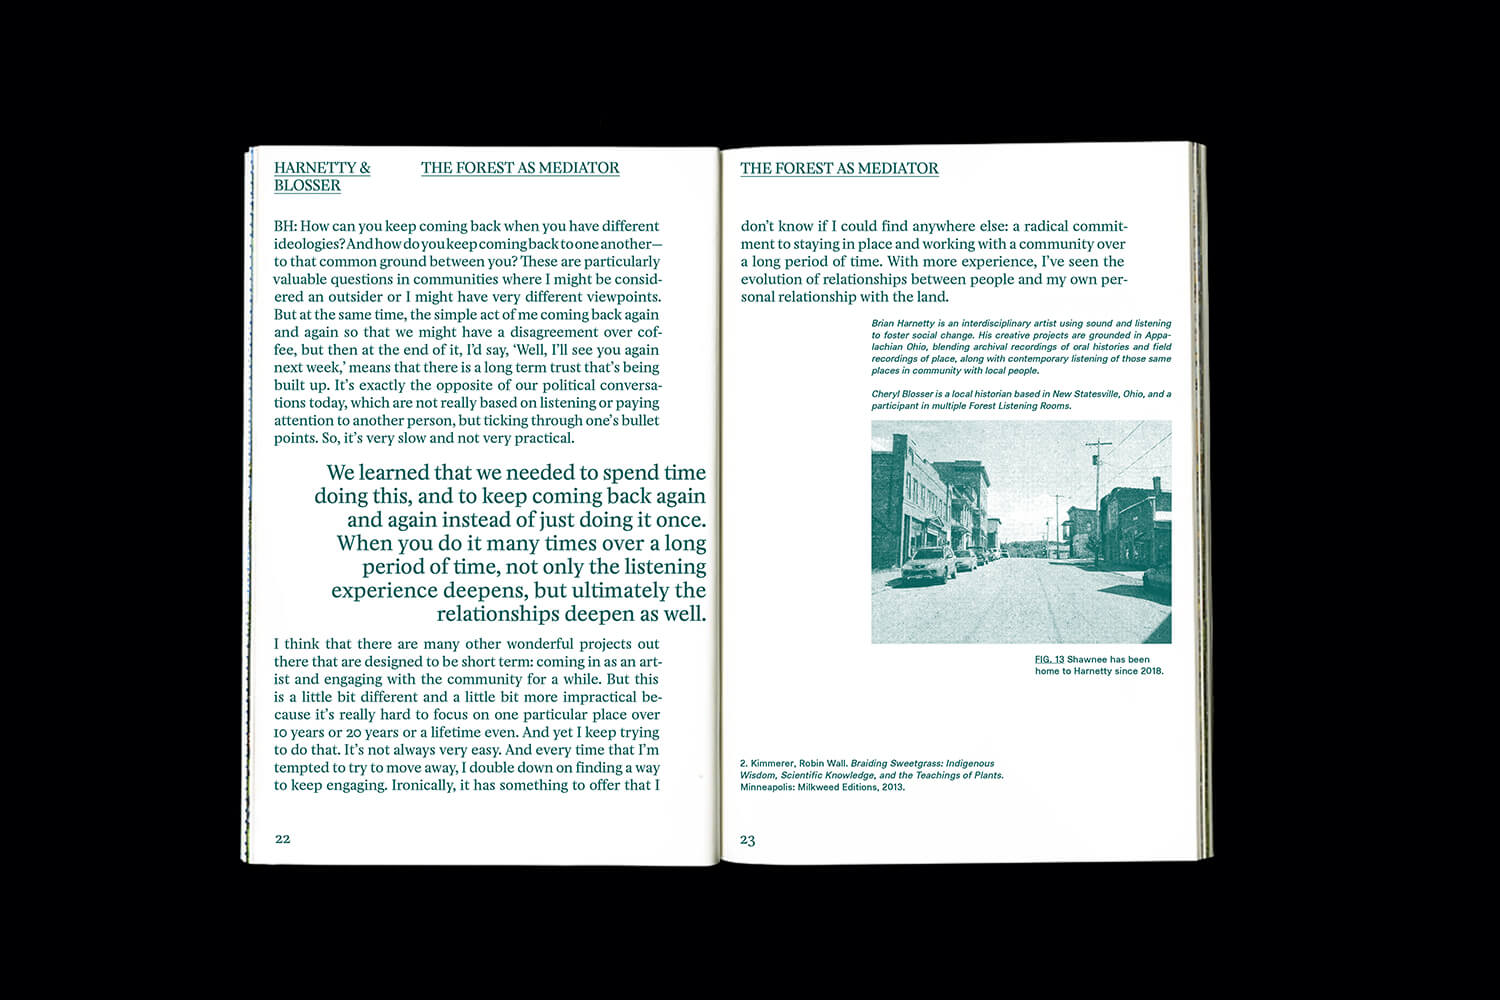 HARNETTY &
BLOSSER
THE FOREST AS MEDIATOR
BH: How can you keep coming back when you have different
ideologies? And how do you keep coming back to one another—
to that common ground between you? These are particularly
valuable questions in communities where I might be consid-
ered an outsider or I might have very different viewpoints.
But at the same time, the simple act of me coming back again
and again so that we might have a disagreement over cof-
fee, but then at the end of it, I'd say, ‘Well, I'll see you again
next week,’ means that there is a long term trust that's being
built up. It's exactly the opposite of our political conversa-
tions today, which are not really based on listening or paying
attention to another person, but ticking through one's bullet
points. So, it's very slow and not very practical.
We learned that we needed to spend time
doing this, and to keep coming back again
and again instead of just doing it once.
When you do it many times over a long
period of time, not only the listening
experience deepens, but ultimately the
relationships deepen as well.
I think that there are many other wonderful projects out
there that are designed to be short term: coming in as an art-
ist and engaging with the community for a while. But this
is a little bit different and a little bit more impractical be-
cause it's really hard to focus on one particular place over
10 years or 20 years or a lifetime even. And yet I keep trying
to do that. It's not always very easy. And every time that I'm
tempted to try to move away, I double down on finding a way
to keep engaging. Ironically, it has something to offer that I
22
THE FOREST AS MEDIATOR
don't know if I could find anywhere else: a radical commit-
ment to staying in place and working with a community over
a long period of time. With more experience, I've seen the
evolution of relationships between people and my own per-
sonal relationship with the land.
Brian Harnetty is an interdisciplinary artist using sound and listening
to foster social change. His creative projects are grounded in Appa-
lachian Ohio, blending archival recordings of oral histories and field
recordings of place, along with contemporary listening of those same
places in community with local people.
Cheryl Blosser is a local historian based in New Statesville, Ohio, and a
participant in multiple Forest Listening Rooms.
FIG. 13 Shawnee has been
home to Harnetty since 2018.
2. Kimmerer, Robin Wall. Braiding Sweetgrass: Indigenous
Wisdom, Scientific Knowledge, and the Teachings of Plants.
Minneapolis: Milkweed Editions, 2013.
23